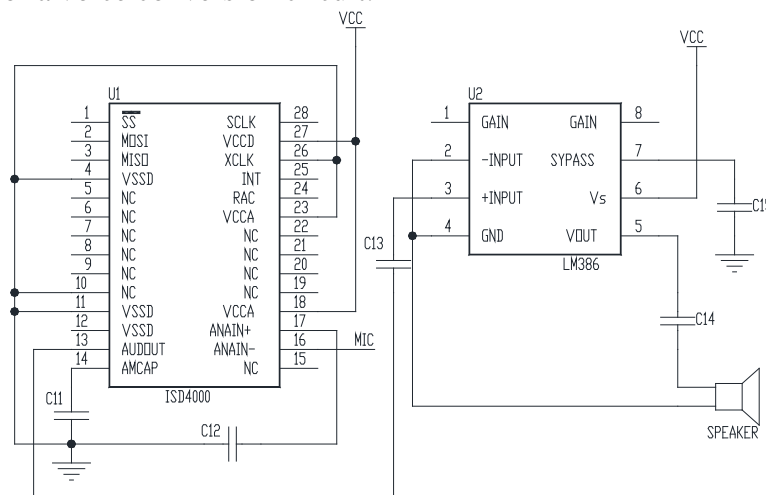 VCC
U1
1 SS SCLK 28
2 MOSI VCCD 27
3 MISO XCLK 26
4 VSSD INT 25
5 NC RAC 24
6 NC VCCA 23
7 NC NC 22
8 NC NC 21
9 NC NC 20
10 NC NC 19
11 VSSD VCCA 18
12 VSSD ANAIN+ 17
13 AUDOUT ANAIN- 16 MIC
14 AMCAP NC 15
ISD4000
C11
C12
VCC
U2
1 GAIN GAIN 8
2 -INPUT SYPASS 7
3 +INPUT Vs 6
4 GND VOUT 5
LM386
C13
C14
SPEAKER